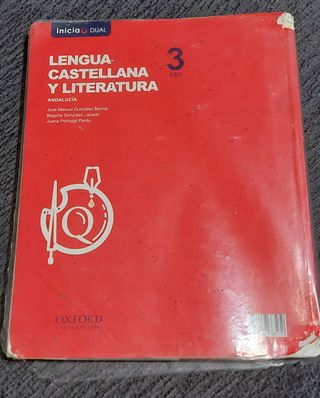 inicia DUAL
LENGUA
CASTELLANA
Y LITERATURA
3
ESO
ANDALUCÍA
José Manuel González Bernal
Begoña González Lavado
Juana Portugal Pardo
OXFORD
UNIVERSITY PRESS